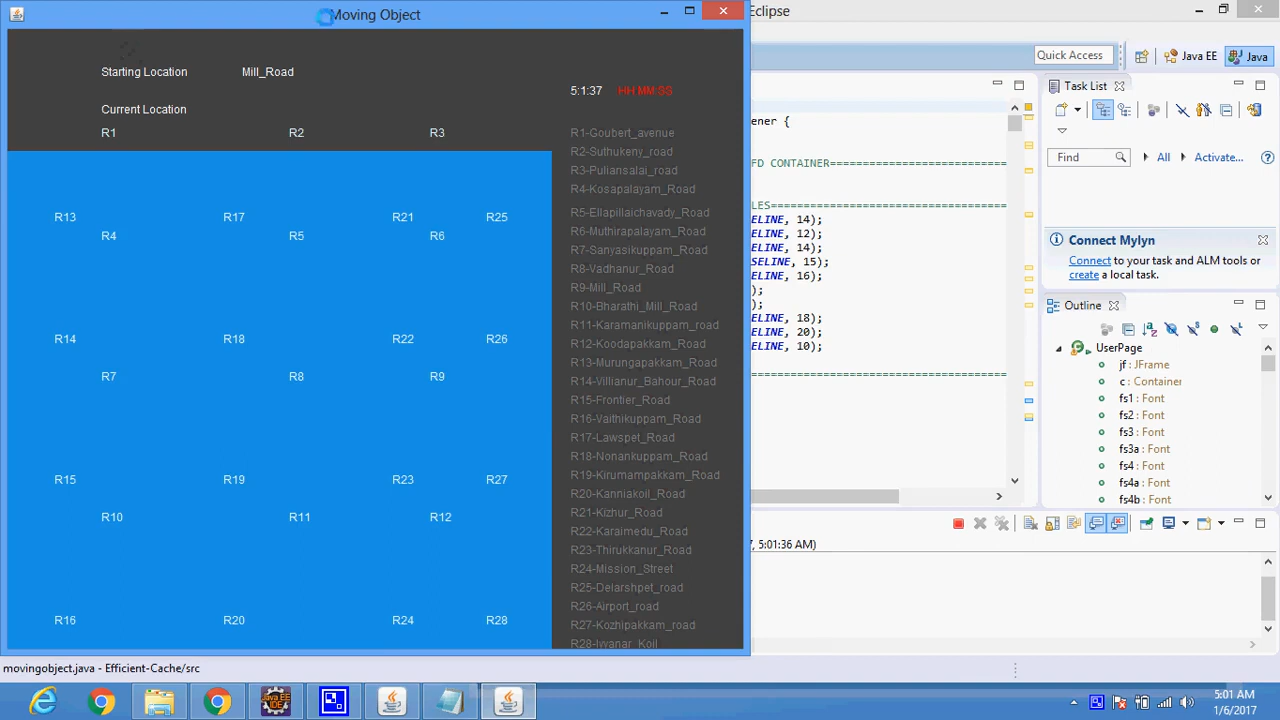 Moving Object
Starting Location Mill_Road
5:1:37 HH MM:SS
Current Location
R1 R2 R3
R13 R17 R21 R25
R4 R5 R6
R14 R18 R22 R26
R7 R8 R9
R15 R19 R23 R27
R10 R11 R12
R16 R20 R24 R28
R1-Goubert_avenue
R2-Suthukeny_road
R3-Puliansalai_road
R4-Kosapalayam_Road
R5-Ellapillaichavady_Road
R6-Muthirapalayam_Road
R7-Sanyasikuppam_Road
R8-Vadhanur_Road
R9-Mill_Road
R10-Bharathi_Mill_Road
R11-Karamanikuppam_road
R12-Koodapakkam_Road
R13-Murungapakkam_Road
R14-Villianur_Bahour_Road
R15-Frontier_Road
R16-Vaithikuppam_Road
R17-Lawspet_Road
R18-Nonankuppam_Road
R19-Kirumampakkam_Road
R20-Kanniakoil_Road
R21-Kizhur_Road
R22-Karaimedu_Road
R23-Thirukkanur_Road
R24-Mission_Street
R25-Delarshpet_road
R26-Airport_road
R27-Kozhipakkam_road
R28-Iyyanar_Koil
Eclipse
Quick Access Java EE Java
ener {
FD CONTAINER==========================
LES===================================
ELINE, 14);
ELINE, 12);
ELINE, 14);
SELINE, 15);
ELINE, 16);
);
);
ELINE, 18);
ELINE, 20);
ELINE, 10);
=====================================
Task List
Find All Activate...
Connect Mylyn
Connect to your task and ALM tools or
create a local task.
Outline
UserPage
jf : JFrame
c : Container
fs1 : Font
fs2 : Font
fs3 : Font
fs3a : Font
fs4 : Font
fs4a : Font
fs4b : Font
7, 5:01:36 AM)
movingobject.java - Efficient-Cache/src
Java EE
IDE
5:01 AM
1/6/2017